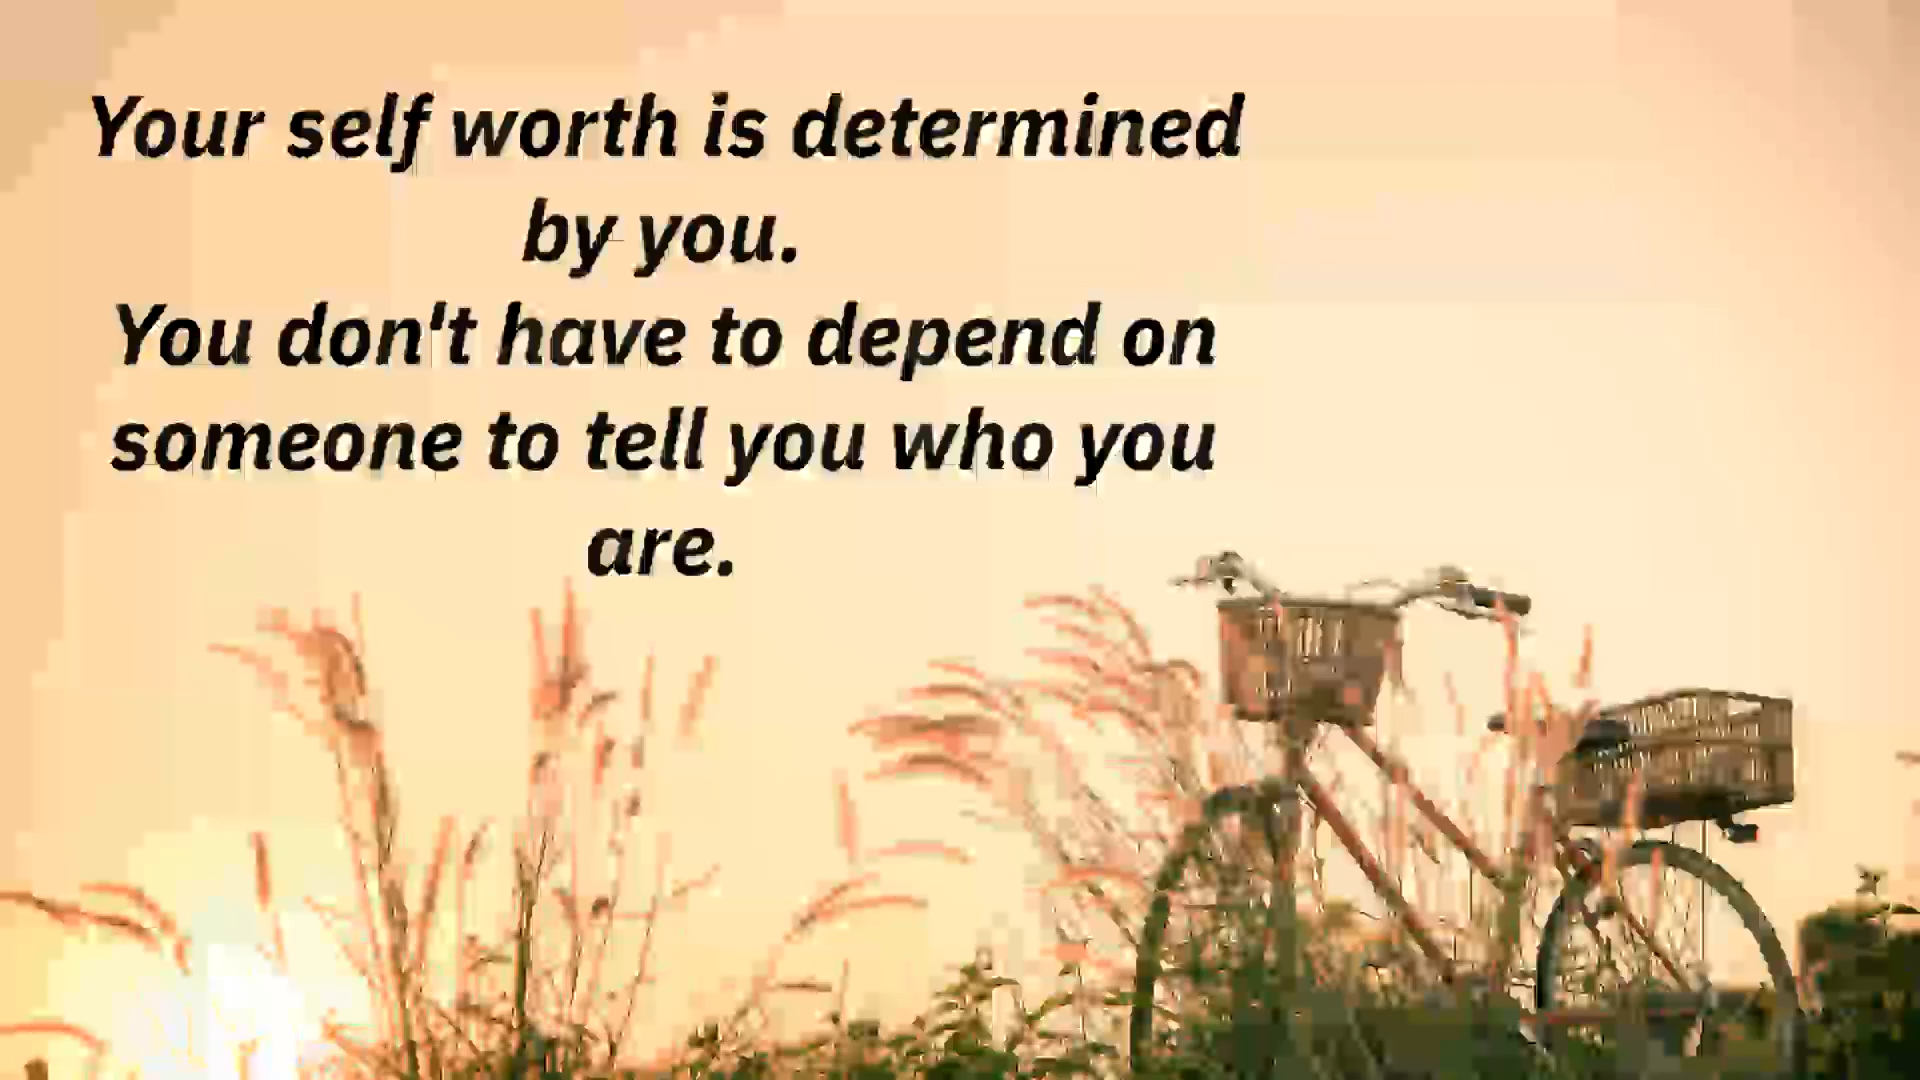 Your self worth is determined
by you.
You don't have to depend on
someone to tell you who you
are.